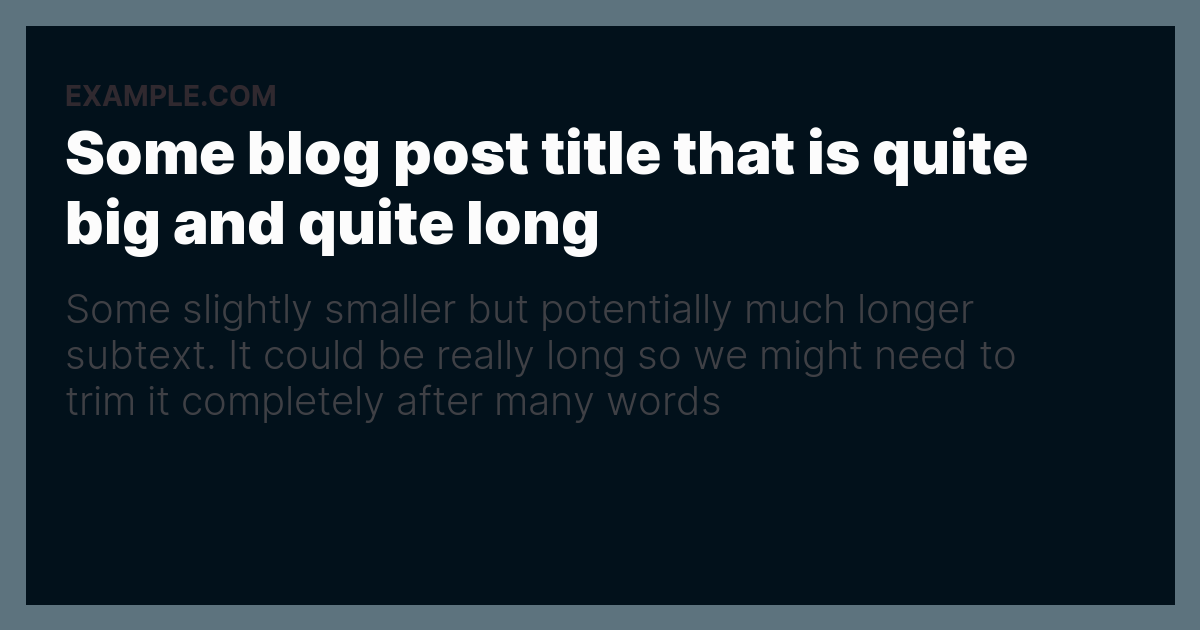 EXAMPLE.COM
Some blog post title that is quite
big and quite long
Some slightly smaller but potentially much longer
subtext. It could be really long so we might need to
trim it completely after many words